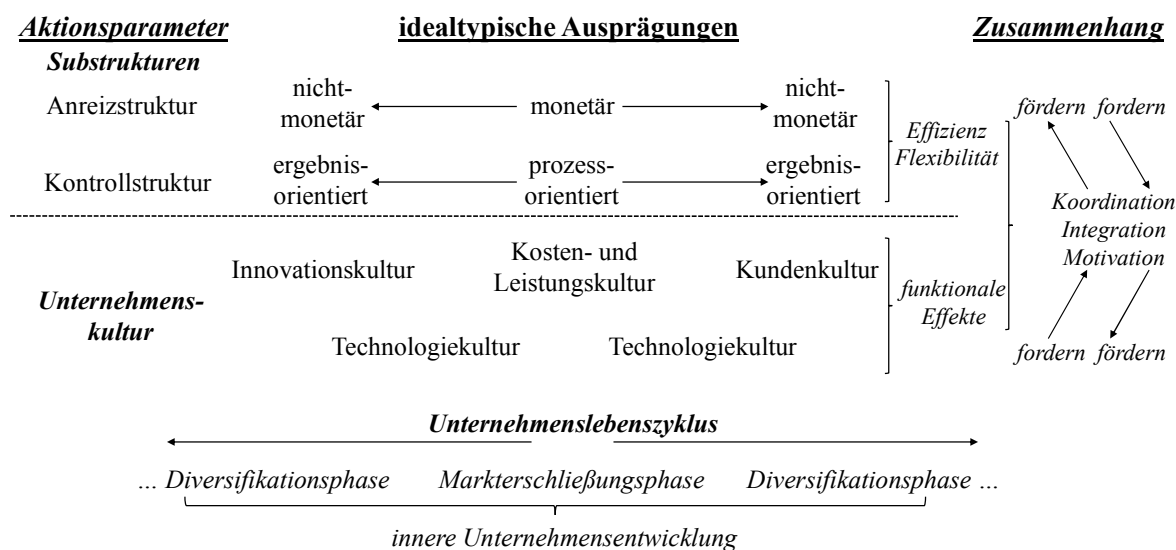 Aktionsparameter idealtypische Ausprägungen Zusammenhang
Substrukturen
nicht- nicht-
Anreizstruktur monetär monetär monetär fördern fordern
Effizienz
Flexibilität
ergebnis- prozess- ergebnis-
Kontrollstruktur orientiert orientiert orientiert
Koordination
Integration
Motivation
Innovationskultur Kosten- und Leistungskultur Kundenkultur
Unternehmens-
kultur
funktionale
Effekte
Technologiekultur Technologiekultur fordern fördern
Unternehmenslebenszyklus
... Diversifikationsphase Markterschließungsphase Diversifikationsphase ...
innere Unternehmensentwicklung